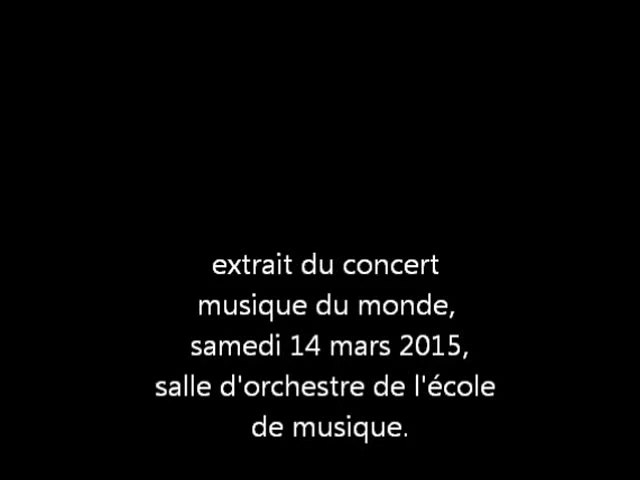 extrait du concert
musique du monde,
samedi 14 mars 2015,
salle d'orchestre de l'école
de musique.